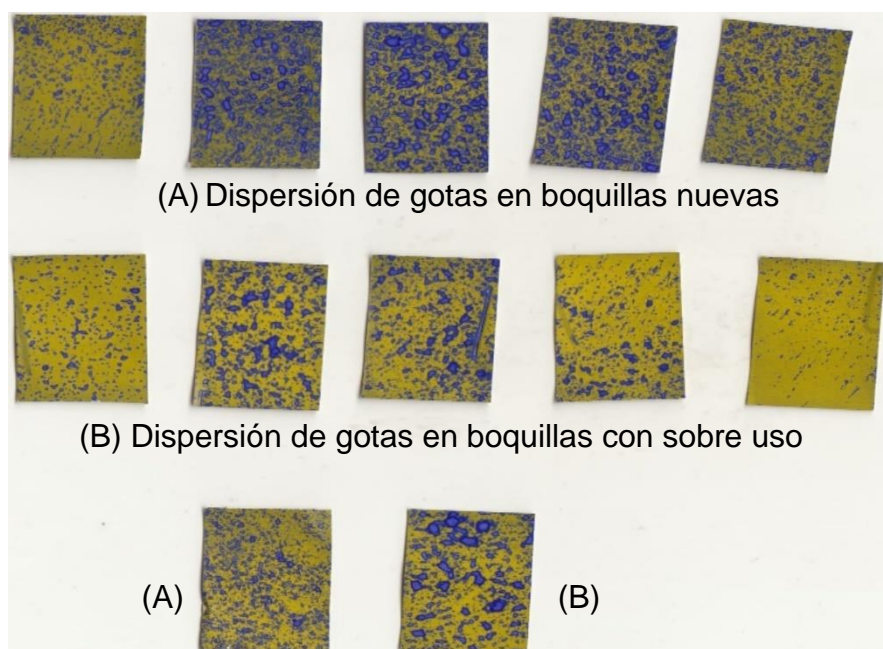 (A) Dispersión de gotas en boquillas nuevas
(B) Dispersión de gotas en boquillas con sobre uso
(A)
(B)